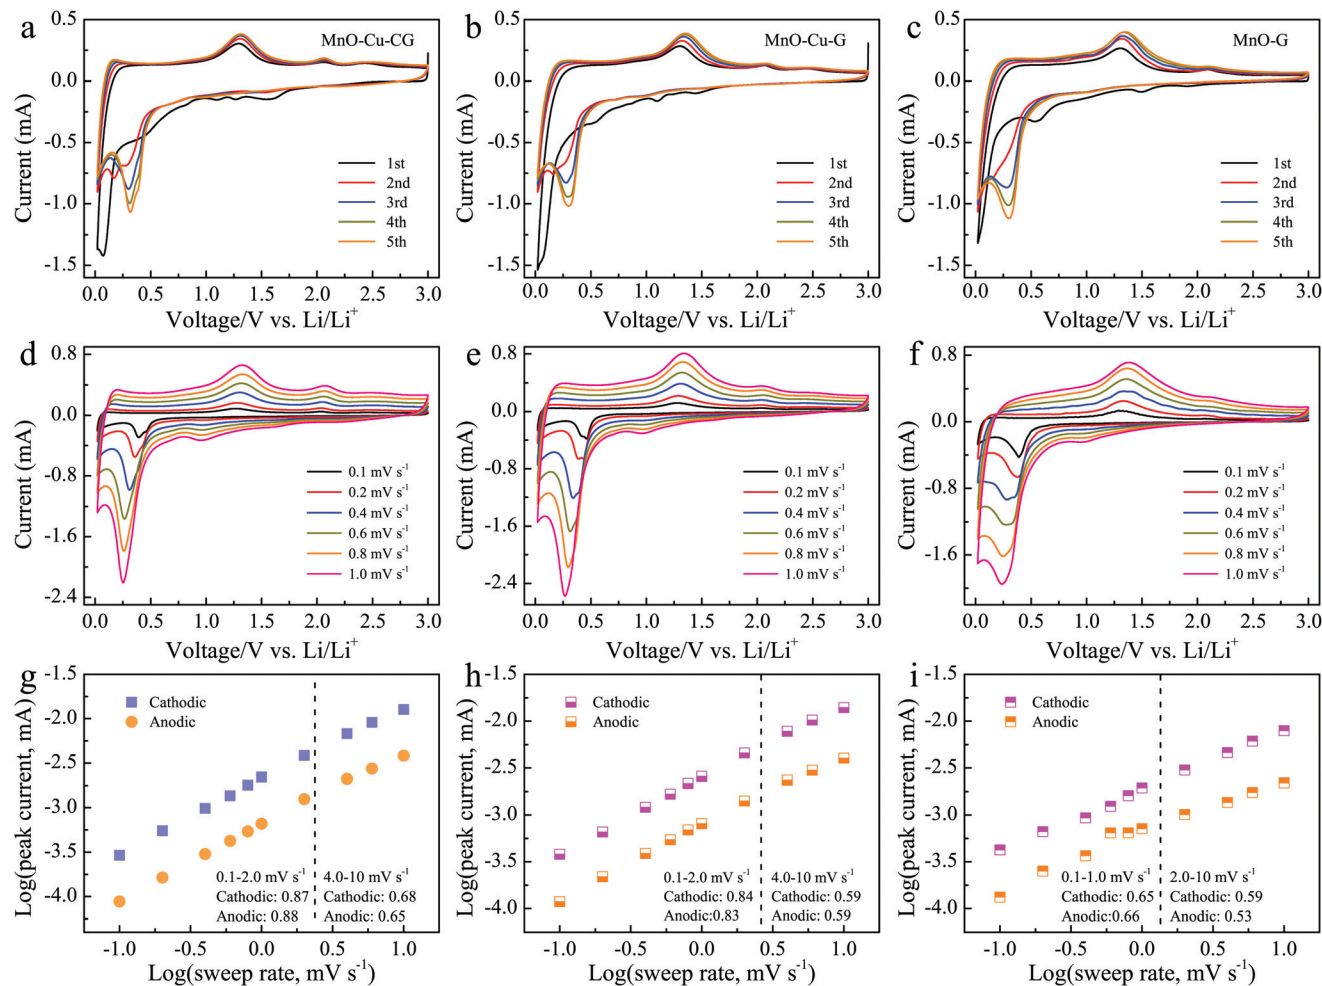 a
MnO-Cu-CG
0.5
0.0
-0.5
-1.0
-1.5
Current (mA)
1st
2nd
3rd
4th
5th
0.0 0.5 1.0 1.5 2.0 2.5 3.0
Voltage/V vs. Li/Li⁺
b
MnO-Cu-G
0.5
0.0
-0.5
-1.0
-1.5
Current (mA)
1st
2nd
3rd
4th
5th
0.0 0.5 1.0 1.5 2.0 2.5 3.0
Voltage/V vs. Li/Li⁺
c
MnO-G
0.5
0.0
-0.5
-1.0
-1.5
Current (mA)
1st
2nd
3rd
4th
5th
0.0 0.5 1.0 1.5 2.0 2.5 3.0
Voltage/V vs. Li/Li⁺
d
0.8
0.0
-0.8
-1.6
-2.4
Current (mA)
0.1 mV s⁻¹
0.2 mV s⁻¹
0.4 mV s⁻¹
0.6 mV s⁻¹
0.8 mV s⁻¹
1.0 mV s⁻¹
0.0 0.5 1.0 1.5 2.0 2.5 3.0
Voltage/V vs. Li/Li⁺
e
0.8
0.0
-0.8
-1.6
-2.4
Current (mA)
0.1 mV s⁻¹
0.2 mV s⁻¹
0.4 mV s⁻¹
0.6 mV s⁻¹
0.8 mV s⁻¹
1.0 mV s⁻¹
0.0 0.5 1.0 1.5 2.0 2.5 3.0
Voltage/V vs. Li/Li⁺
f
0.8
0.0
-0.8
-1.6
Current (mA)
0.1 mV s⁻¹
0.2 mV s⁻¹
0.4 mV s⁻¹
0.6 mV s⁻¹
0.8 mV s⁻¹
1.0 mV s⁻¹
0.0 0.5 1.0 1.5 2.0 2.5 3.0
Voltage/V vs. Li/Li⁺
g
-1.5
-2.0
-2.5
-3.0
-3.5
-4.0
Log(peak current, mA)
Cathodic
Anodic
0.1-2.0 mV s⁻¹ 4.0-10 mV s⁻¹
Cathodic: 0.87 Cathodic: 0.68
Anodic: 0.88 Anodic: 0.65
-1.0 -0.5 0.0 0.5 1.0
Log(sweep rate, mV s⁻¹)
h
-1.5
-2.0
-2.5
-3.0
-3.5
-4.0
Log(peak current, mA)
Cathodic
Anodic
0.1-2.0 mV s⁻¹ 4.0-10 mV s⁻¹
Cathodic: 0.84 Cathodic: 0.59
Anodic:0.83 Anodic: 0.59
-1.0 -0.5 0.0 0.5 1.0
Log(sweep rate, mV s⁻¹)
i
-1.5
-2.0
-2.5
-3.0
-3.5
-4.0
Log(peak current, mA)
Cathodic
Anodic
0.1-1.0 mV s⁻¹ 2.0-10 mV s⁻¹
Cathodic: 0.65 Cathodic: 0.59
Anodic:0.66 Anodic: 0.53
-1.0 -0.5 0.0 0.5 1.0
Log(sweep rate, mV s⁻¹)